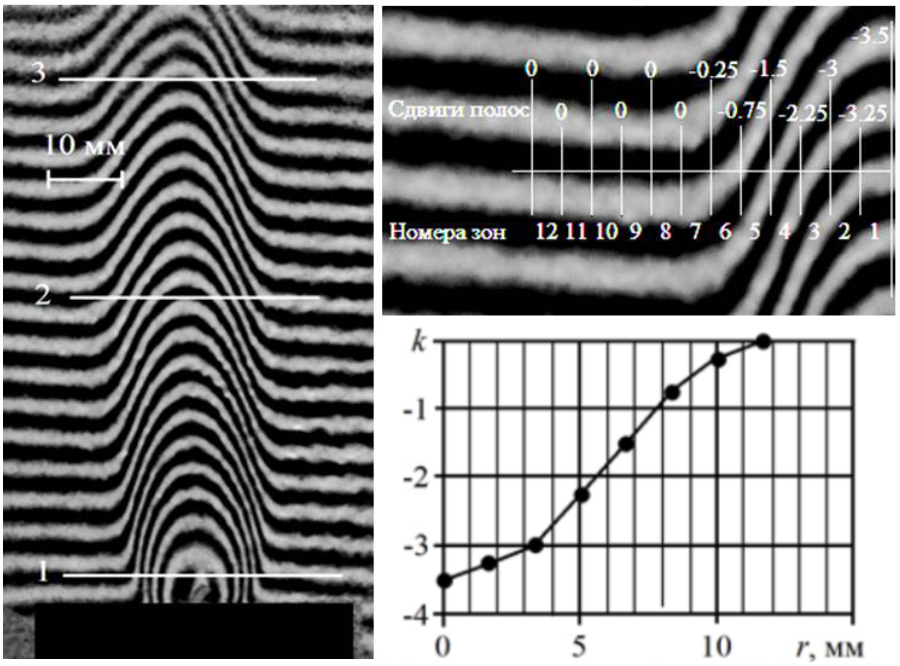 3
10 мм
2
1
-3.5
0 0 0 -0.25 -1.5 -3
Сдвиги полос 0 0 0 -0.75 -2.25 -3.25
Номера зон 12 11 10 9 8 7 6 5 4 3 2 1
k
-1
-2
-3
-4
0 5 10 r, мм